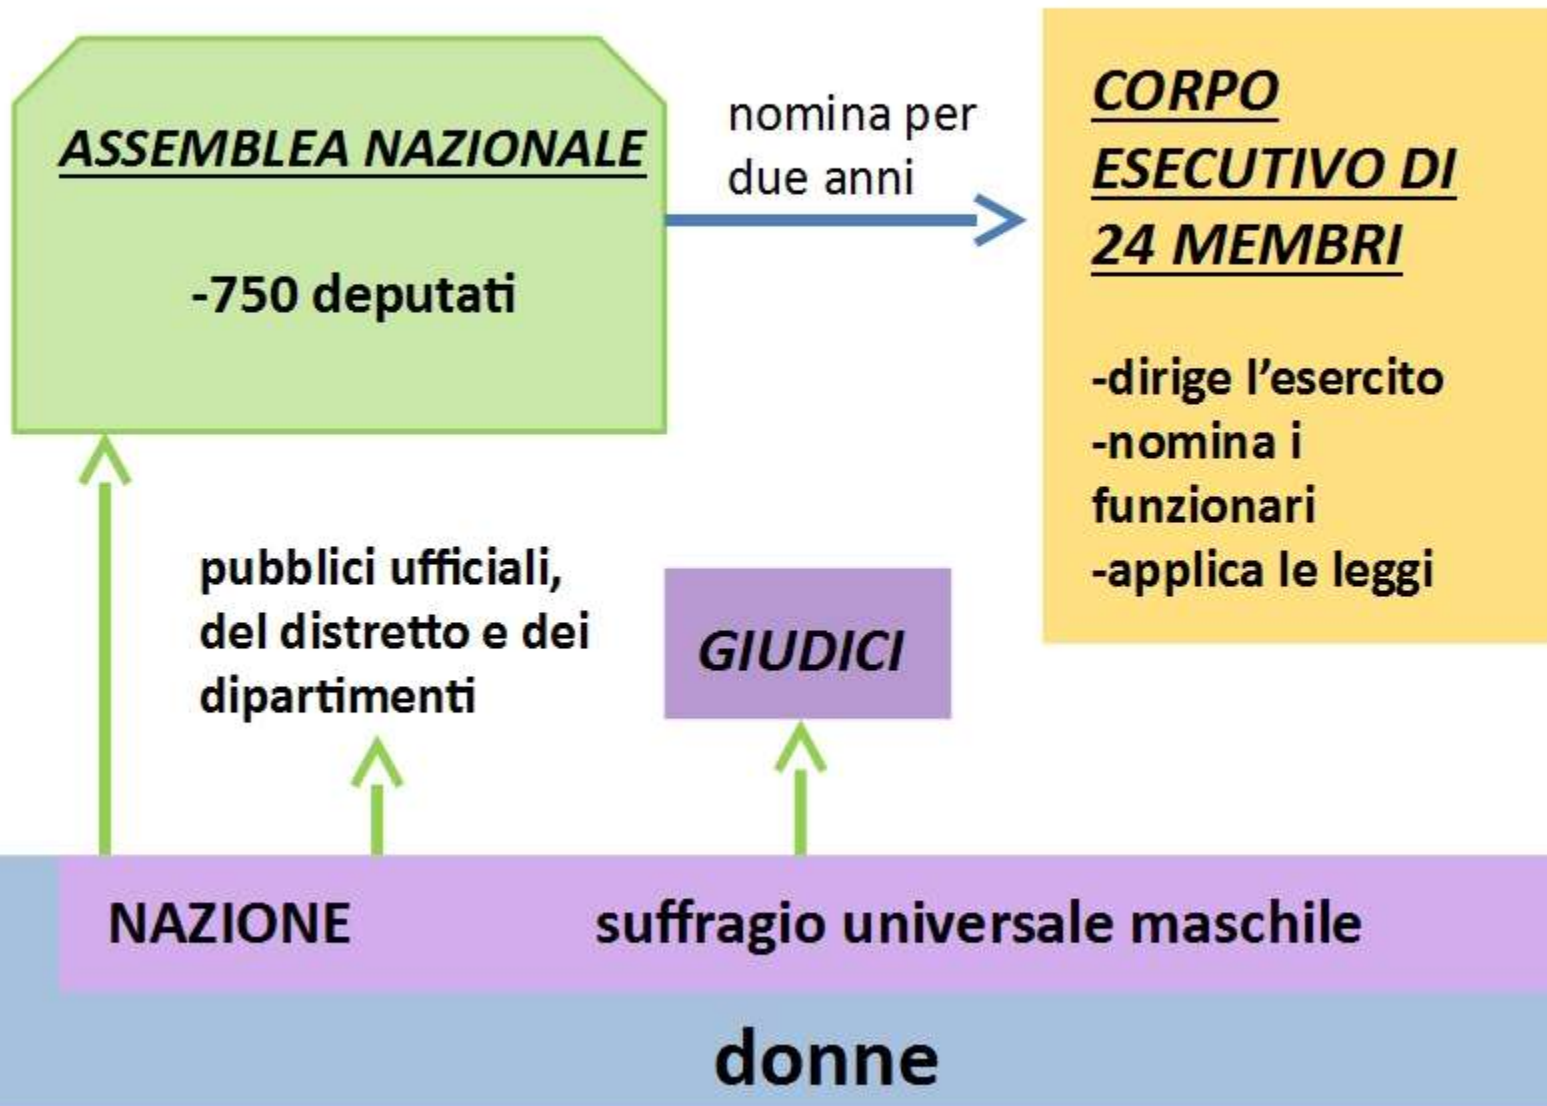 ASSEMBLEA NAZIONALE
-750 deputati
nomina per
due anni
CORPO
ESECUTIVO DI
24 MEMBRI
-dirige l’esercito
-nomina i
funzionari
-applica le leggi
pubblici ufficiali,
del distretto e dei
dipartimenti
GIUDICI
NAZIONE
suffragio universale maschile
donne